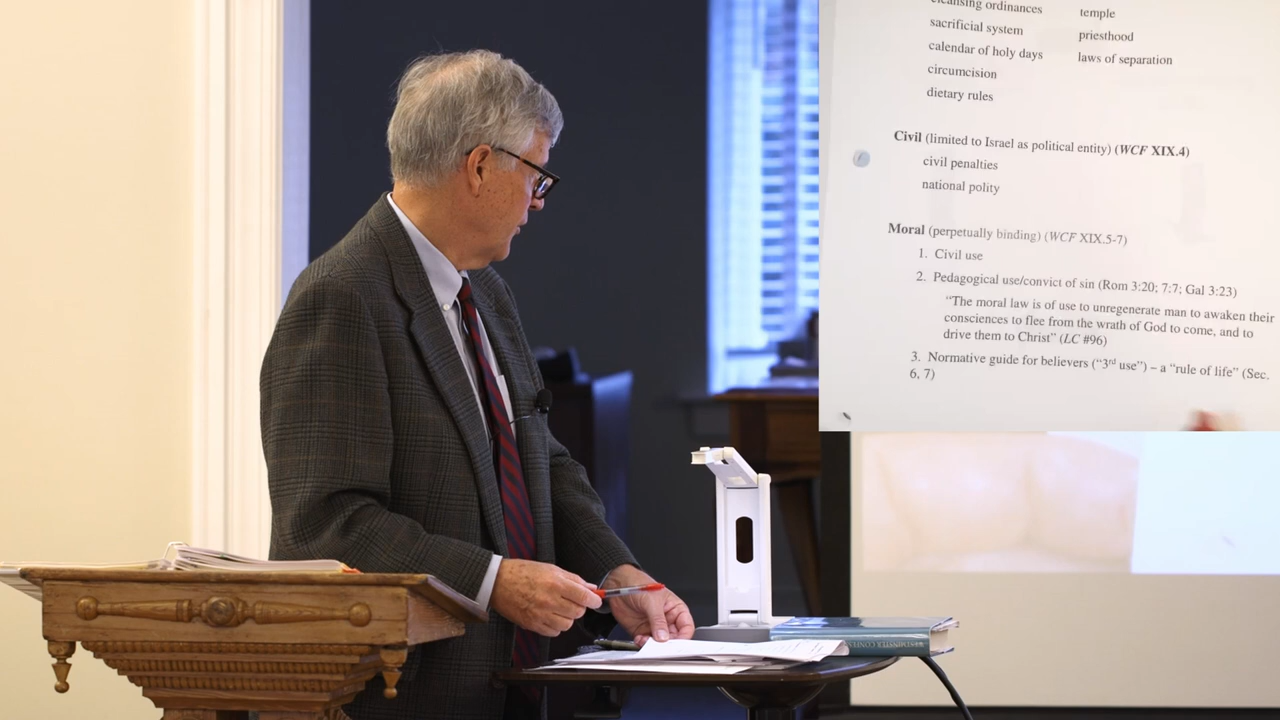 cleansing ordinances temple
sacrificial system priesthood
calendar of holy days laws of separation
circumcision
dietary rules
Civil (limited to Israel as political entity) (WCF XIX.4)
civil penalties
national polity
Moral (perpetually binding) (WCF XIX.5-7)
1. Civil use
2. Pedagogical use/convict of sin (Rom 3:20; 7:7; Gal 3:23)
“The moral law is of use to unregenerate man to awaken their
consciences to flee from the wrath of God to come, and to
drive them to Christ” (LC #96)
3. Normative guide for believers (“3rd use”) – a “rule of life” (Sec.
6, 7)
WESTMINSTER